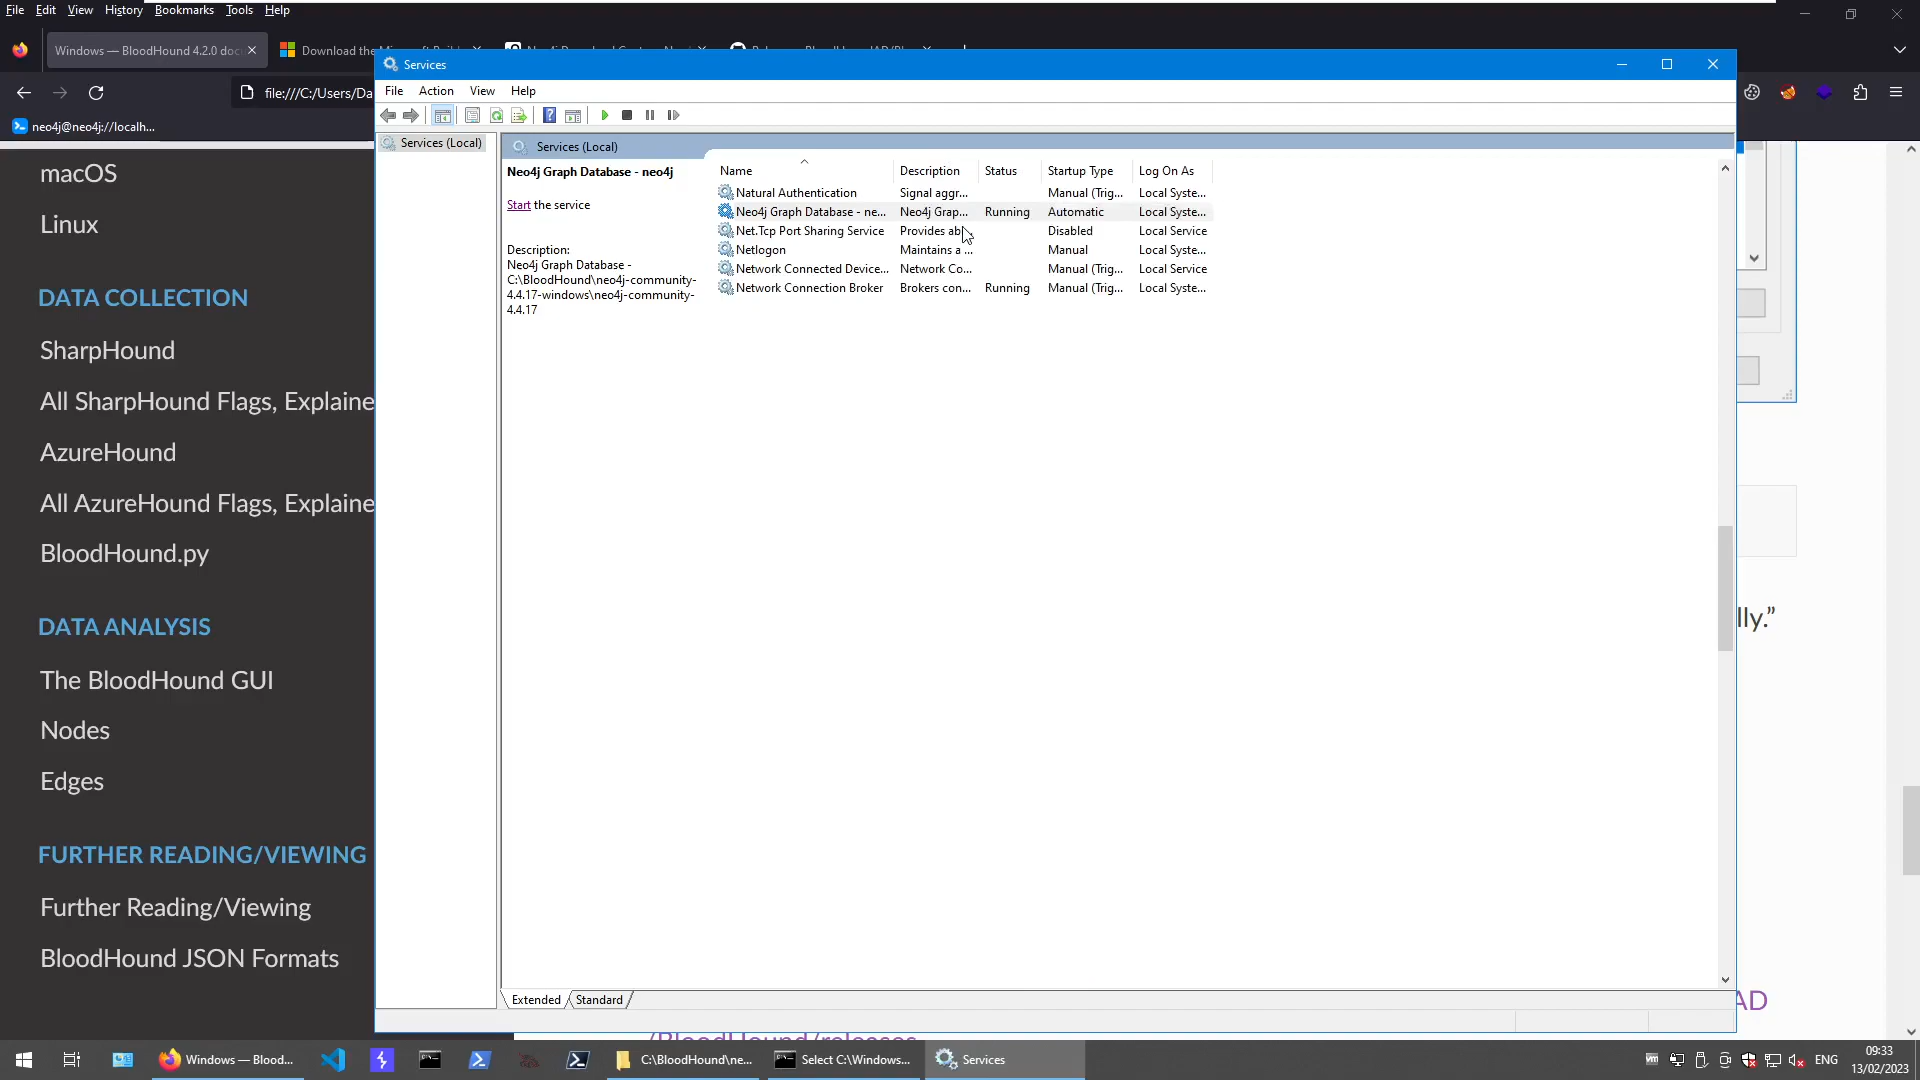 File Edit View History Bookmarks Tools Help
Windows — BloodHound 4.2.0 doc
Download the
file:///C:/Users/Da
neo4j@neo4j://localh...
macOS
Linux
DATA COLLECTION
SharpHound
All SharpHound Flags, Explaine
AzureHound
All AzureHound Flags, Explaine
BloodHound.py
DATA ANALYSIS
The BloodHound GUI
Nodes
Edges
FURTHER READING/VIEWING
Further Reading/Viewing
BloodHound JSON Formats
Services
File Action View Help
Services (Local)
Services (Local)
Neo4j Graph Database - neo4j
Start the service
Description:
Neo4j Graph Database -
C:\BloodHound\neo4j-community-
4.4.17-windows\neo4j-community-
4.4.17
Name Description Status Startup Type Log On As
Natural Authentication Signal aggr... Manual (Trig... Local Syste...
Neo4j Graph Database - ne... Neo4j Grap... Running Automatic Local Syste...
Net.Tcp Port Sharing Service Provides ab Disabled Local Service
Netlogon Maintains a ... Manual Local Syste...
Network Connected Device... Network Co... Manual (Trig... Local Service
Network Connection Broker Brokers con... Running Manual (Trig... Local Syste...
Extended Standard
lly.”
AD
/BloodHound/releases
Windows — Blood...
C:\BloodHound\ne...
Select C:\Windows...
Services
ENG
09:33
13/02/2023